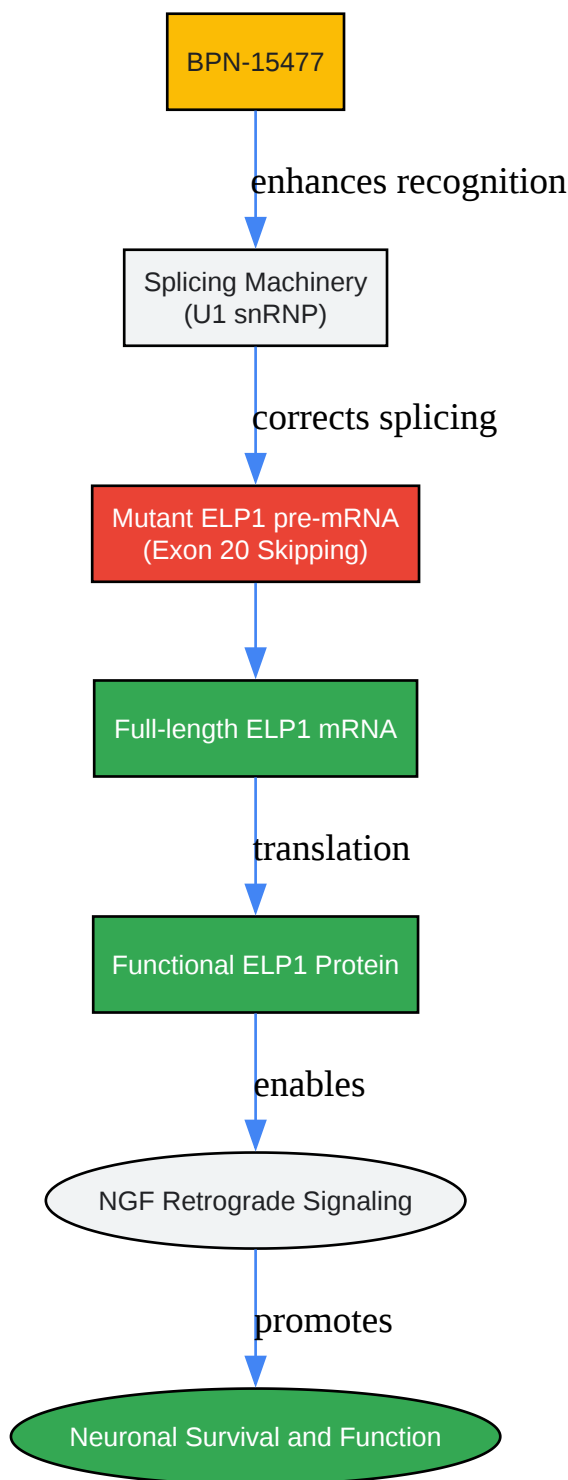 BPN-15477
enhances recognition
Splicing Machinery
(U1 snRNP)
corrects splicing
Mutant ELP1 pre-mRNA
(Exon 20 Skipping)
Full-length ELP1 mRNA
translation
Functional ELP1 Protein
enables
NGF Retrograde Signaling
promotes
Neuronal Survival and Function